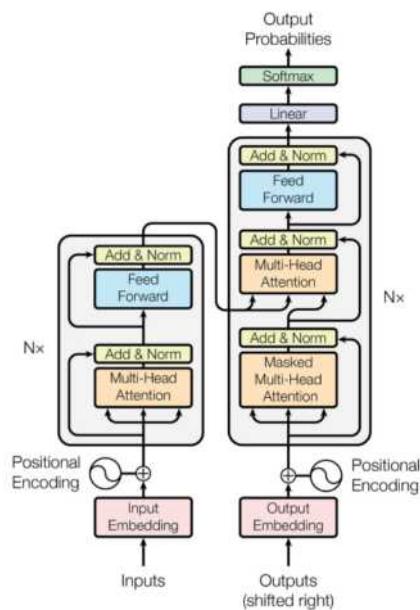 Output
Probabilities
Softmax
Linear
Add & Norm
Feed
Forward
Add & Norm
Multi-Head
Attention
Nx
Add & Norm
Masked
Multi-Head
Attention
Add & Norm
Feed
Forward
Nx
Add & Norm
Multi-Head
Attention
Positional
Encoding
Positional
Encoding
Input
Embedding
Output
Embedding
Inputs
Outputs
(shifted right)